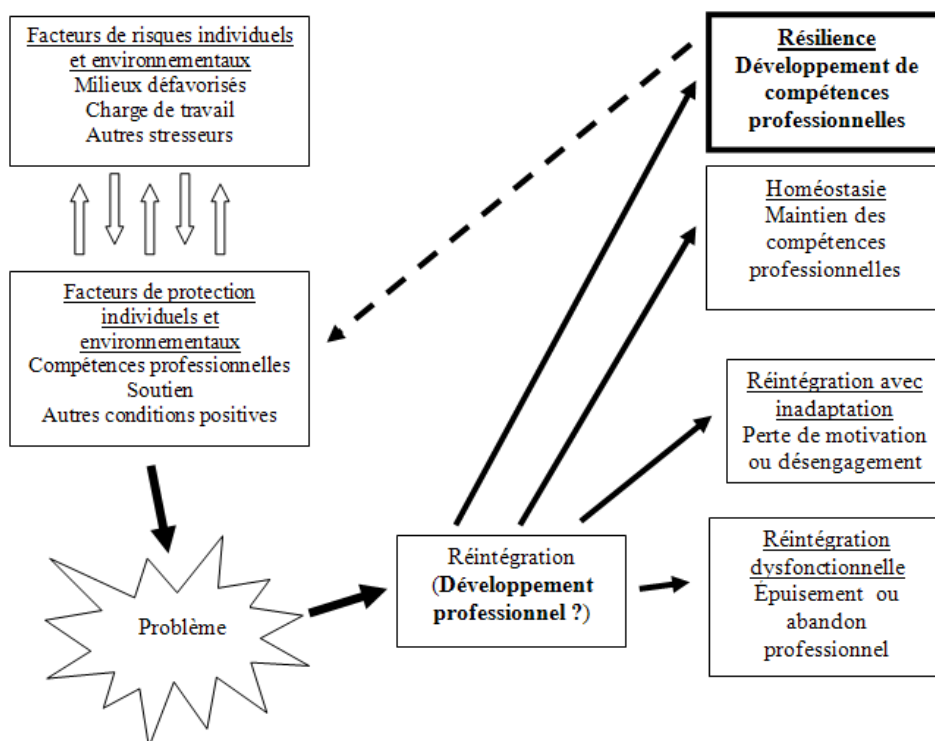 Facteurs de risques individuels
et environnementaux
Milieux défavorisés
Charge de travail
Autres stresseurs
Facteurs de protection
individuels et
environnementaux
Compétences professionnelles
Soutien
Autres conditions positives
Problème
Réintégration
(Développement
professionnel ?)
Résilience
Développement de
compétences
professionnelles
Homéostasie
Maintien des
compétences
professionnelles
Réintégration avec
inadaptation
Perte de motivation
ou désengagement
Réintégration
dysfonctionnelle
Épuisement ou
abandon
professionnel